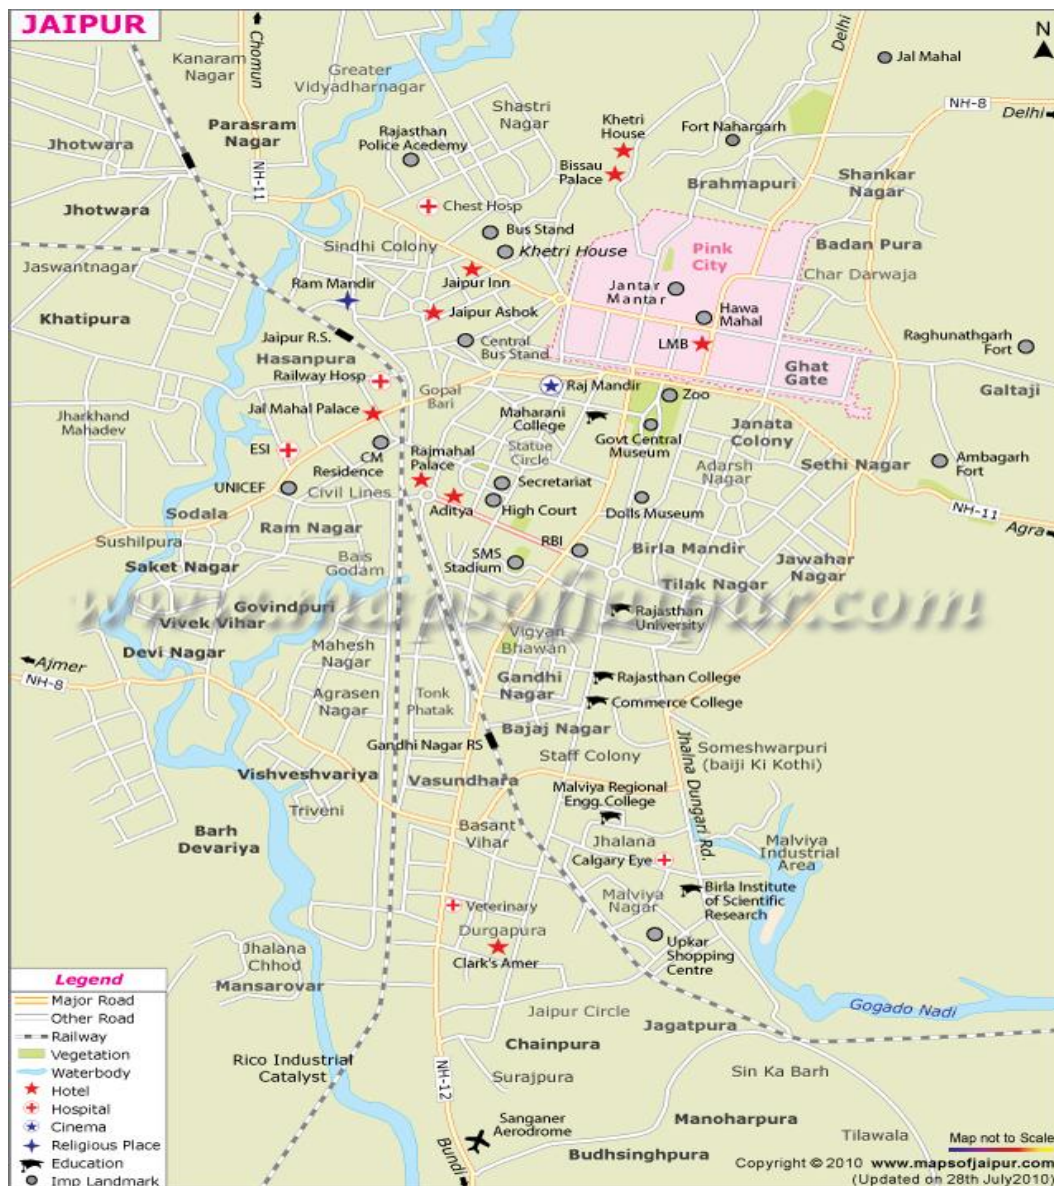 JAIPUR
N
Chomun
Delhi
Kanaram
Nagar
Greater
Vidyadharnagar
Jal Mahal
NH-8
Delhi
Shastri
Nagar
Khetri
House
Fort Nahargarh
Parasram
Nagar
Rajasthan
Police Acedemy
Jhotwara
NH-11
Bissau
Palace
Brahmapuri
Shankar
Nagar
Jhotwara
Chest Hosp
Bus Stand
Khetri House
Sindhi Colony
Pink
City
Badan Pura
Jaswantnagar
Char Darwaja
Ram Mandir
Jaipur Inn
Jantar
Mantar
Khatipura
Jaipur Ashok
Hawa
Mahal
Jaipur R.S.
Central
Bus Stand
LMB
Raghunathgarh
Fort
Hasanpura
Railway Hosp
Ghat
Gate
Gopal
Bari
Raj Mandir
Zoo
Galtaji
Jharkhand
Mahadev
Jal Mahal Palace
Maharani
College
Janata
Colony
Govt Central
Museum
ESI
CM
Residence
Rajmahal
Palace
Statue
Circle
Adarsh
Nagar
Sethi Nagar
Ambagarh
Fort
UNICEF
Civil Lines
Secretariat
Aditya
High Court
Dolls Museum
NH-11
Agra
Sodala
Ram Nagar
Sushilpura
RBI
Birla Mandir
Saket Nagar
Bais
Godam
SMS
Stadium
Jawahar
Nagar
Tilak Nagar
www.mapsofjaipur.com
Govindpuri
Vivek Vihar
Rajasthan
University
Devi Nagar
Mahesh
Nagar
Vigyan
Bhawan
Ajmer
NH-8
Gandhi
Nagar
Rajasthan College
Agrasen
Nagar
Tonk
Phatak
Commerce College
Bajaj Nagar
Gandhi Nagar RS
Staff Colony
Someshwarpuri
(baiji Ki Kothi)
Jhalna Dungari Rd.
Vishveshvariya
Vasundhara
Malviya Regional
Engg. College
Triveni
Barh
Devariya
Basant
Vihar
Jhalana
Malviya
Industrial
Area
Calgary Eye
Malviya
Nagar
Birla Institute
of Scientific
Research
Veterinary
Durgapura
Jhalana
Chhod
Clark's Amer
Upkar
Shopping
Centre
Mansarovar
Gogado Nadi
Jaipur Circle
Jagatpura
Chainpura
Rico Industrial
Catalyst
NH-12
Surajpura
Sin Ka Barh
Sanganer
Aerodrome
Manoharpura
Tilawala
Bundi
Budhsinghpura
Legend
Major Road
Other Road
Railway
Vegetation
Waterbody
Hotel
Hospital
Cinema
Religious Place
Education
Imp Landmark
Map not to Scale
Copyright © 2010 www.mapsofjaipur.com
(Updated on 28th July2010)